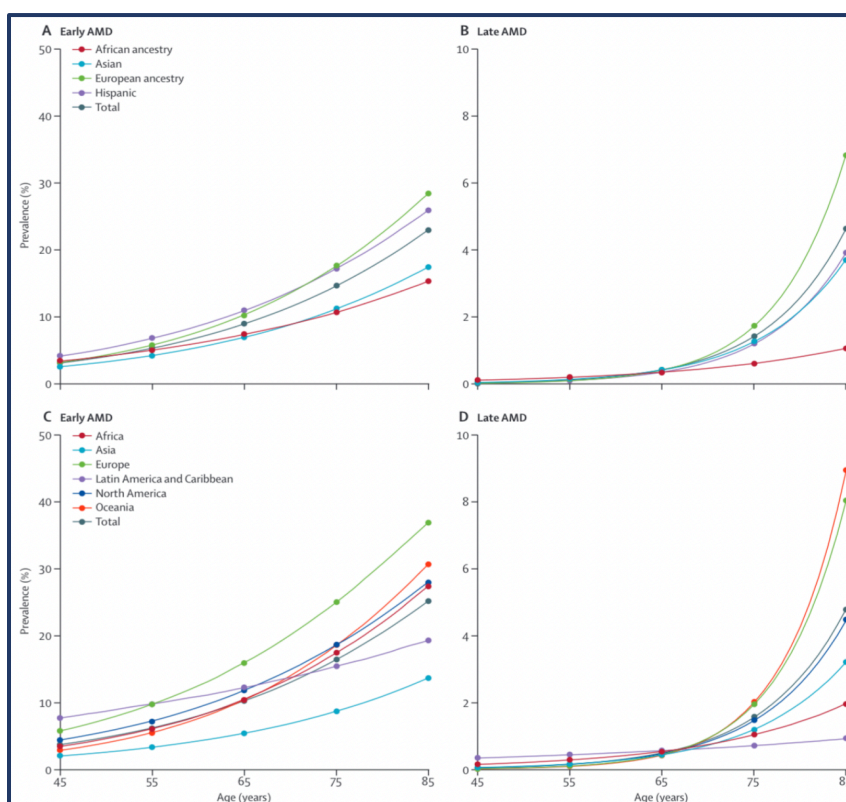 A Early AMD
African ancestry
Asian
European ancestry
Hispanic
Total
50
40
30
20
10
0
Prevalence (%)
B Late AMD
10
8
6
4
2
0
C Early AMD
Africa
Asia
Europe
Latin America and Caribbean
North America
Oceania
Total
50
40
30
20
10
0
Prevalence (%)
45 55 65 75 85
Age (years)
D Late AMD
10
8
6
4
2
0
45 55 65 75 8
Age (years)